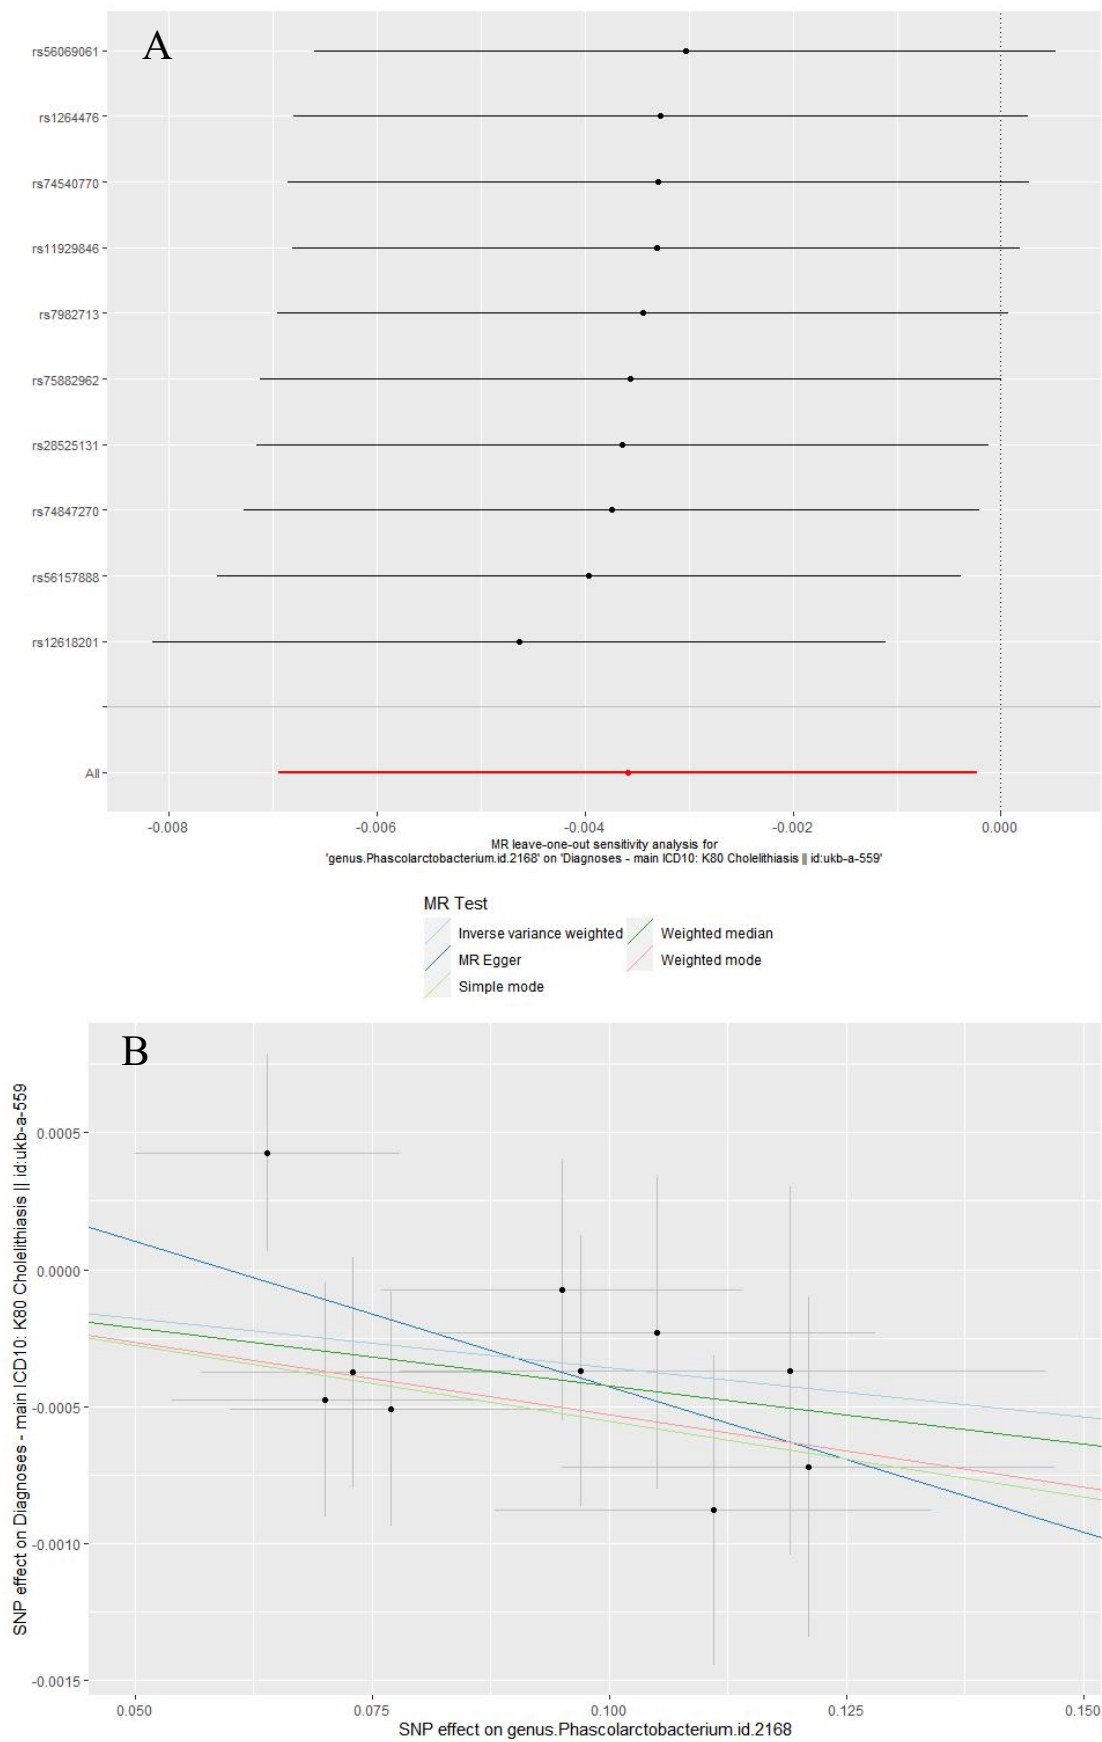 A
rs56069061
rs1264476
rs74540770
rs11929846
rs7982713
rs75882962
rs28525131
rs74847270
rs56157888
rs12618201
All
-0.008 -0.006 -0.004 -0.002 0.000
MR leave-one-out sensitivity analysis for
'genus.Phascolarctobacterium.id.2168' on 'Diagnoses - main ICD10: K80 Cholelithiasis || id:ukb-a-559'
MR Test
Inverse variance weighted Weighted median
MR Egger Weighted mode
Simple mode
B
SNP effect on Diagnoses - main ICD10: K80 Cholelithiasis || id:ukb-a-559
0.0005
0.0000
-0.0005
-0.0010
-0.0015
0.050 0.075 0.100 0.125 0.150
SNP effect on genus.Phascolarctobacterium.id.2168